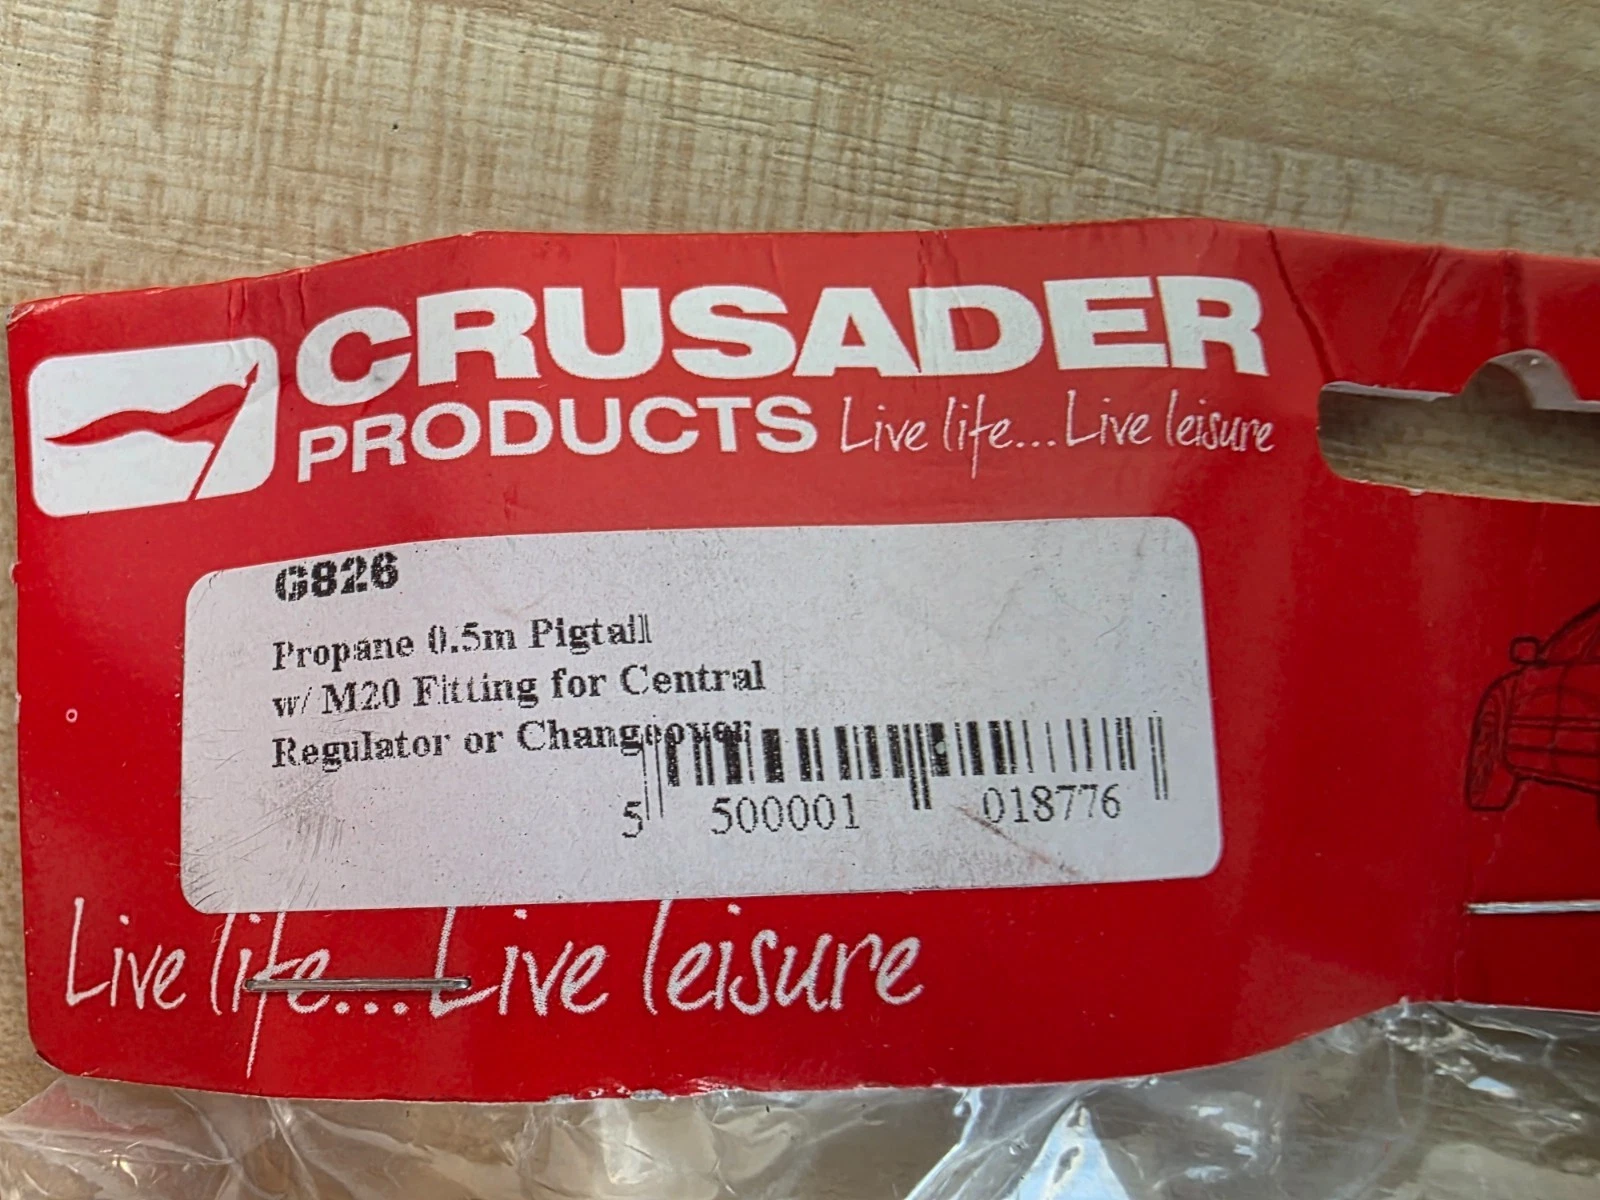 CRUSADER
PRODUCTS Live life... Live leisure
G826
Propane 0.5m Pigtail
w/ M20 Fitting for Central
Regulator or Changeover
5 500001 018776
Live life... Live leisure